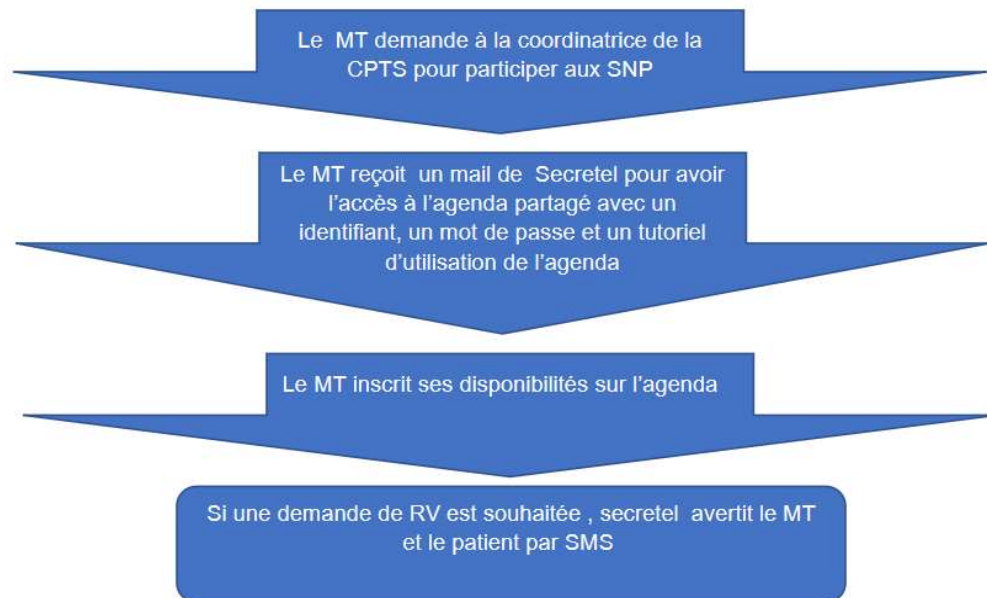 Le MT demande à la coordinatrice de la
CPTS pour participer aux SNP
Le MT reçoit un mail de Secretel pour avoir
l'accès à l'agenda partagé avec un
identifiant, un mot de passe et un tutoriel
d'utilisation de l'agenda
Le MT inscrit ses disponibilités sur l'agenda
Si une demande de RV est souhaitée , secretel avertit le MT
et le patient par SMS